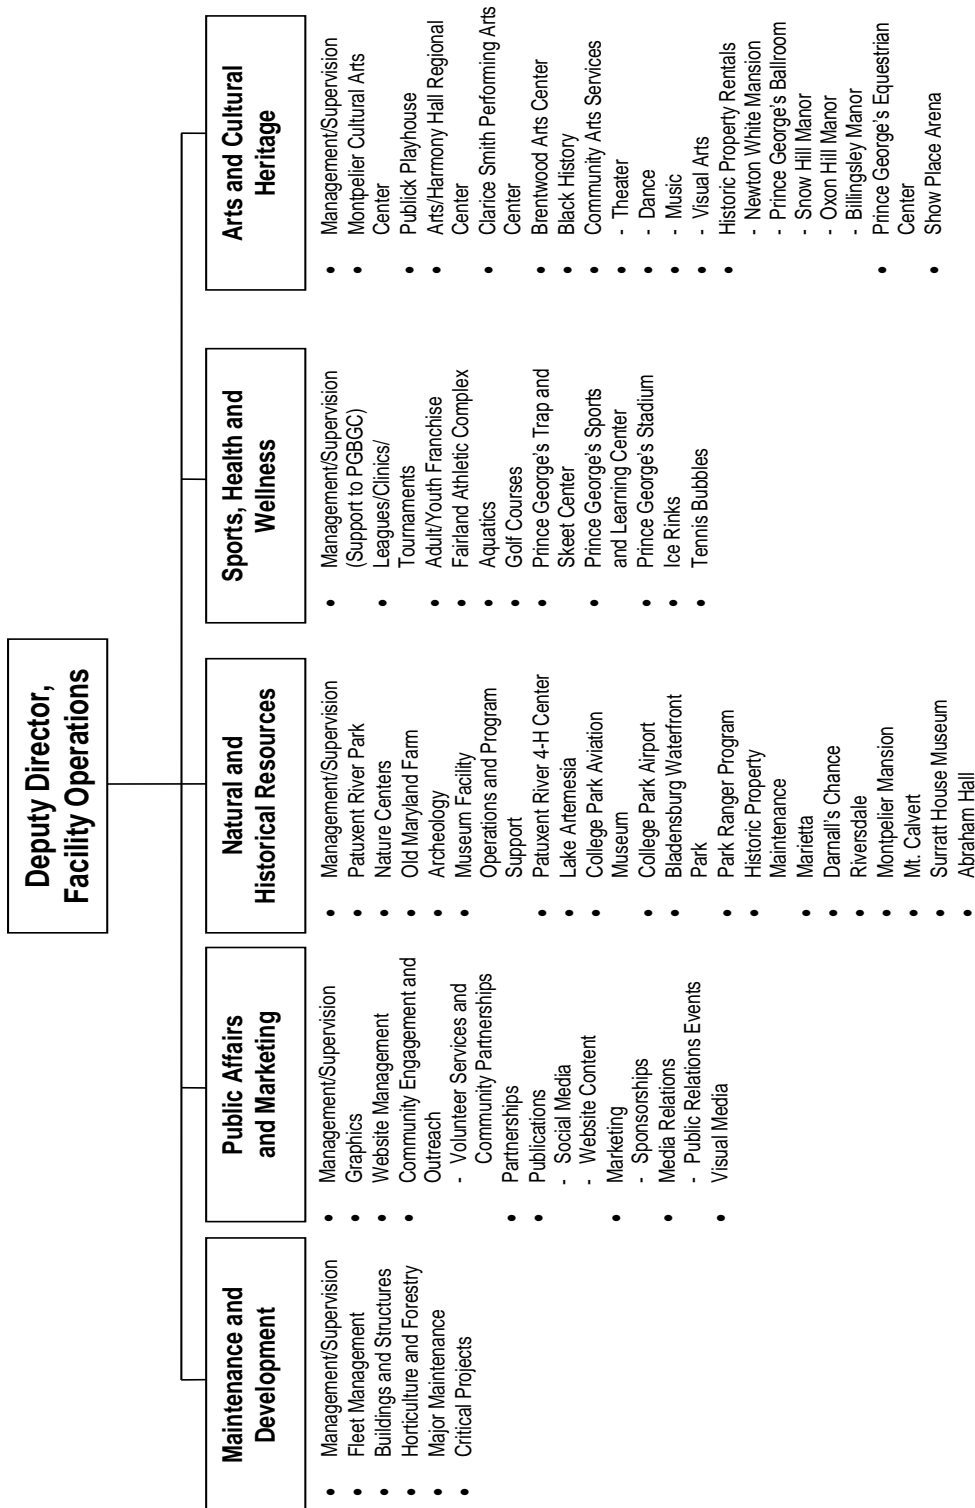 Deputy Director,
Facility Operations
Maintenance and
Development
• Management/Supervision
• Fleet Management
• Buildings and Structures
• Horticulture and Forestry
• Major Maintenance
• Critical Projects
Public Affairs
and Marketing
• Management/Supervision
• Graphics
• Website Management
• Community Engagement and
Outreach
- Volunteer Services and
Community Partnerships
• Partnerships
• Publications
- Social Media
- Website Content
• Marketing
- Sponsorships
• Media Relations
- Public Relations Events
• Visual Media
Natural and
Historical Resources
• Management/Supervision
• Patuxent River Park
• Nature Centers
• Old Maryland Farm
• Archeology
• Museum Facility
Operations and Program
Support
• Patuxent River 4-H Center
• Lake Artemesia
• College Park Aviation
Museum
• College Park Airport
• Bladensburg Waterfront
Park
• Park Ranger Program
• Historic Property
Maintenance
• Marietta
• Darnall's Chance
• Riversdale
• Montpelier Mansion
• Mt. Calvert
• Surratt House Museum
• Abraham Hall
Sports, Health and
Wellness
• Management/Supervision
(Support to PGBGC)
• Leagues/Clinics/
Tournaments
• Adult/Youth Franchise
• Fairland Athletic Complex
• Aquatics
• Golf Courses
• Prince George's Trap and
Skeet Center
• Prince George's Sports
and Learning Center
• Prince George's Stadium
• Ice Rinks
• Tennis Bubbles
Arts and Cultural
Heritage
• Management/Supervision
• Montpelier Cultural Arts
Center
• Publick Playhouse
• Arts/Harmony Hall Regional
Center
• Clarice Smith Performing Arts
Center
• Brentwood Arts Center
• Black History
• Community Arts Services
• - Theater
• - Dance
• - Music
• - Visual Arts
• Historic Property Rentals
- Newton White Mansion
- Prince George's Ballroom
- Snow Hill Manor
- Oxon Hill Manor
- Billingsley Manor
• Prince George's Equestrian
Center
• Show Place Arena